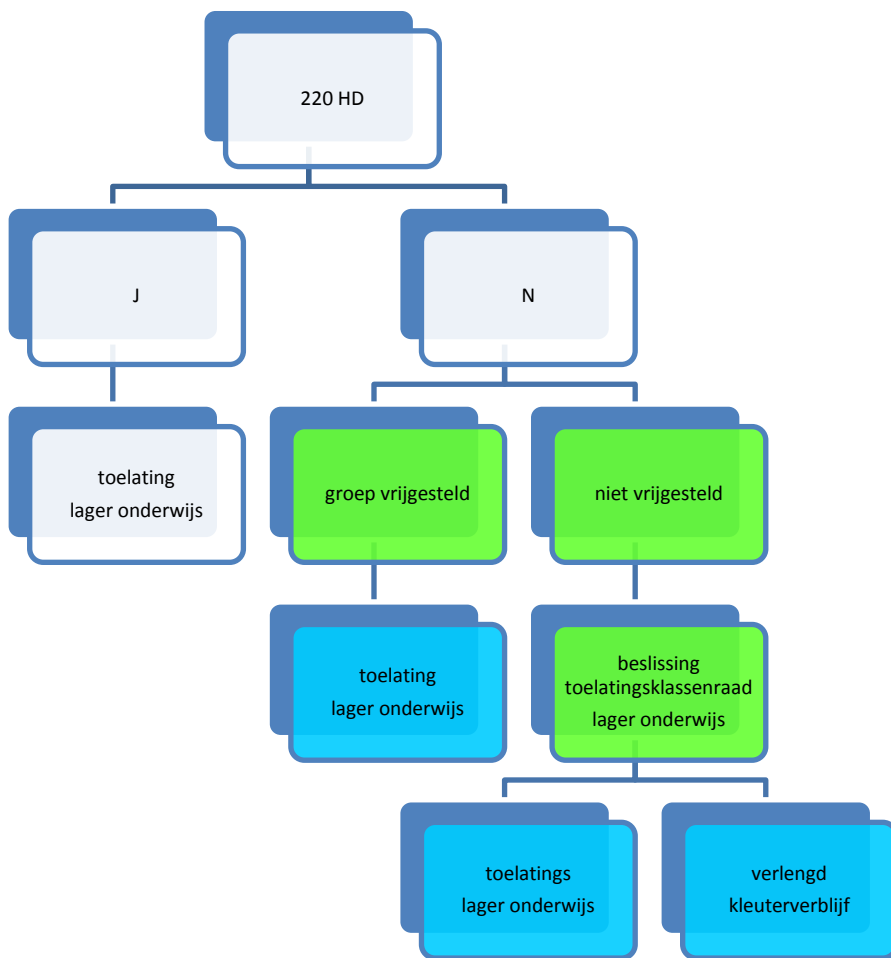 220 HD
J
N
toelating
lager onderwijs
groep vrijgesteld
niet vrijgesteld
toelating
lager onderwijs
beslissing
toelatingsklassenraad
lager onderwijs
toelatings
lager onderwijs
verlengd
kleuterverblijf